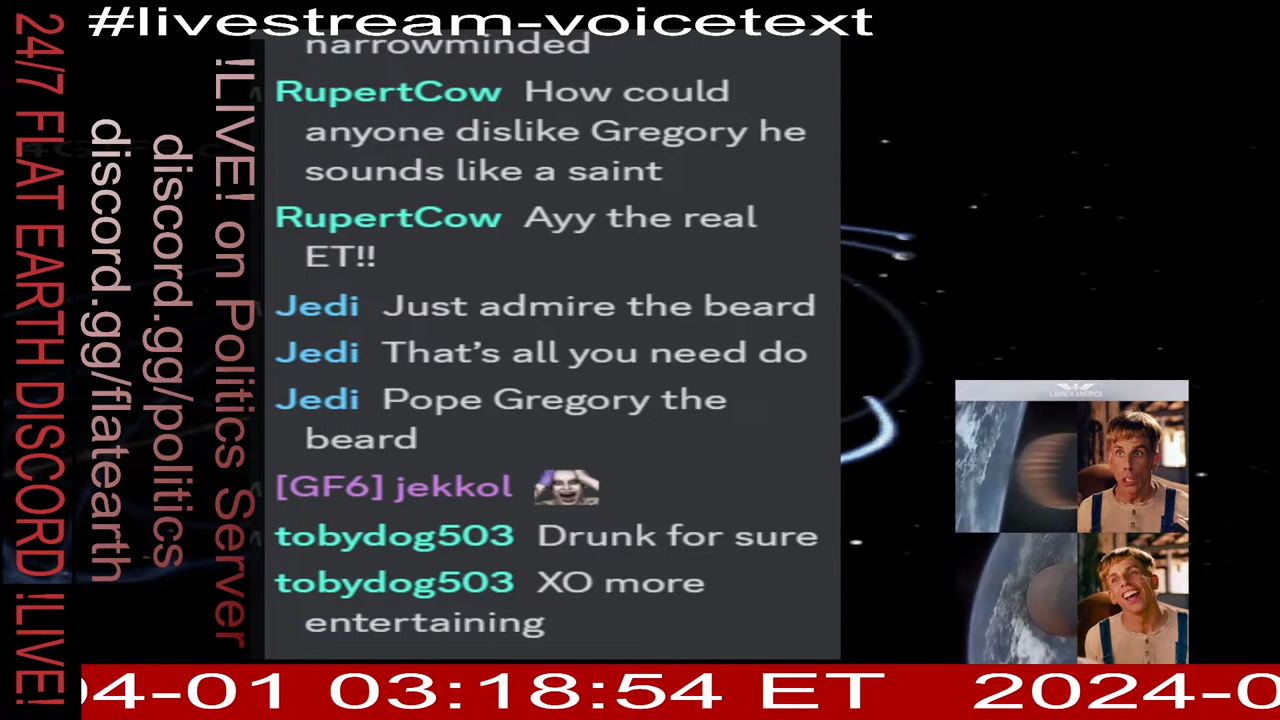 #livestream-voicetext
24/7 FLAT EARTH DISCORD !LIVE!
discord.gg/flatearth
discord.gg/politics
!LIVE! on Politics Server
narrowminded
RupertCow How could
anyone dislike Gregory he
sounds like a saint
RupertCow Ayy the real
ET!!
Jedi Just admire the beard
Jedi That's all you need do
Jedi Pope Gregory the
beard
[GF6] jekkol
tobydog503 Drunk for sure
tobydog503 XO more
entertaining
LAUNCH AMERICA
04-01 03:18:54 ET 2024-0